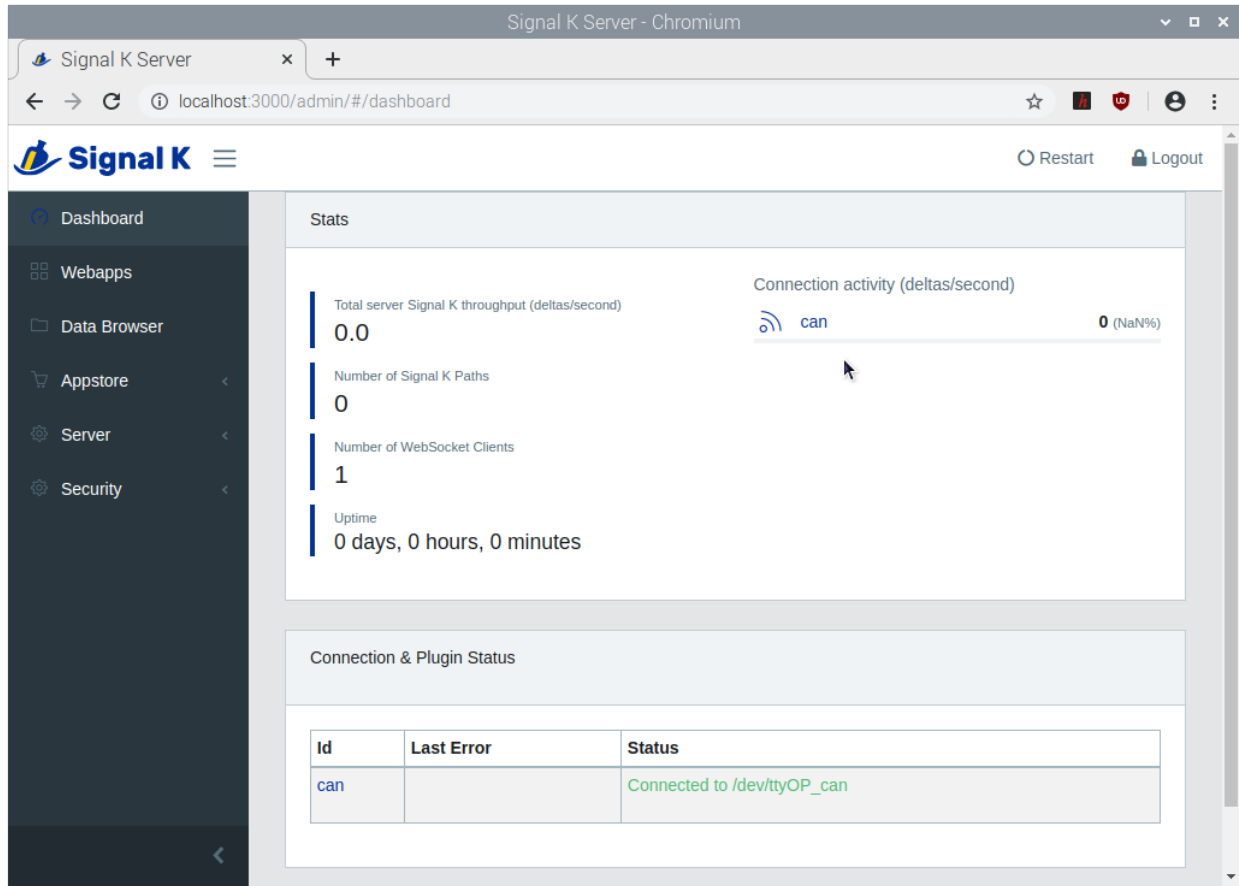 Signal K Server - Chromium
Signal K Server
localhost:3000/admin/#/dashboard
Signal K
Restart
Logout
Dashboard
Webapps
Data Browser
Appstore
Server
Security
Stats
Total server Signal K throughput (deltas/second)
0.0
Number of Signal K Paths
0
Number of WebSocket Clients
1
Uptime
0 days, 0 hours, 0 minutes
Connection activity (deltas/second)
can 0 (NaN%)
Connection & Plugin Status
Id Last Error Status
can Connected to /dev/ttyOP_can